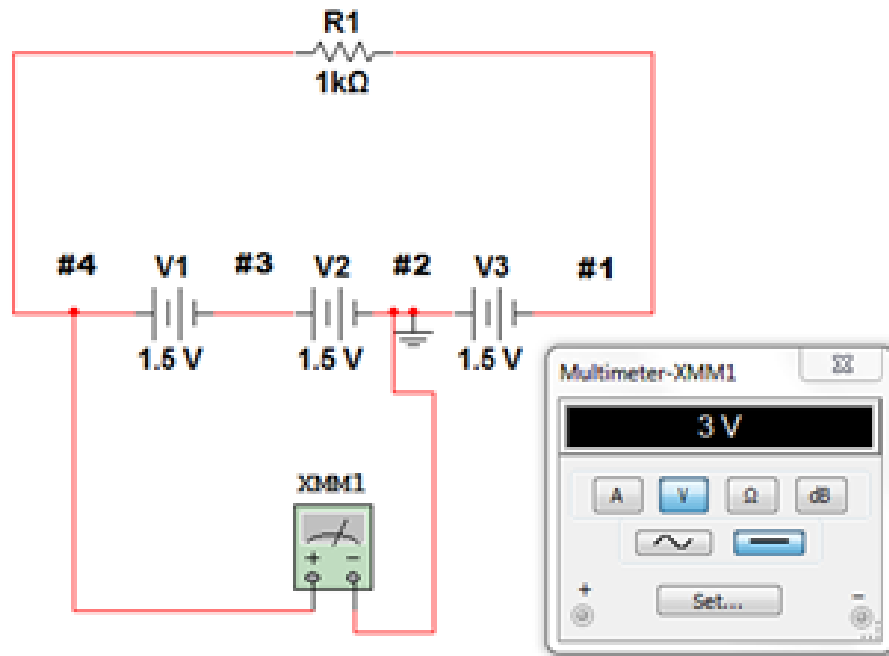 R1
1kΩ
#4 V1 #3 V2 #2 V3 #1
1.5 V 1.5 V 1.5 V
Multimeter-XMM1
3 V
A V Ω dB
XMM1
+ −
+ −
Set...